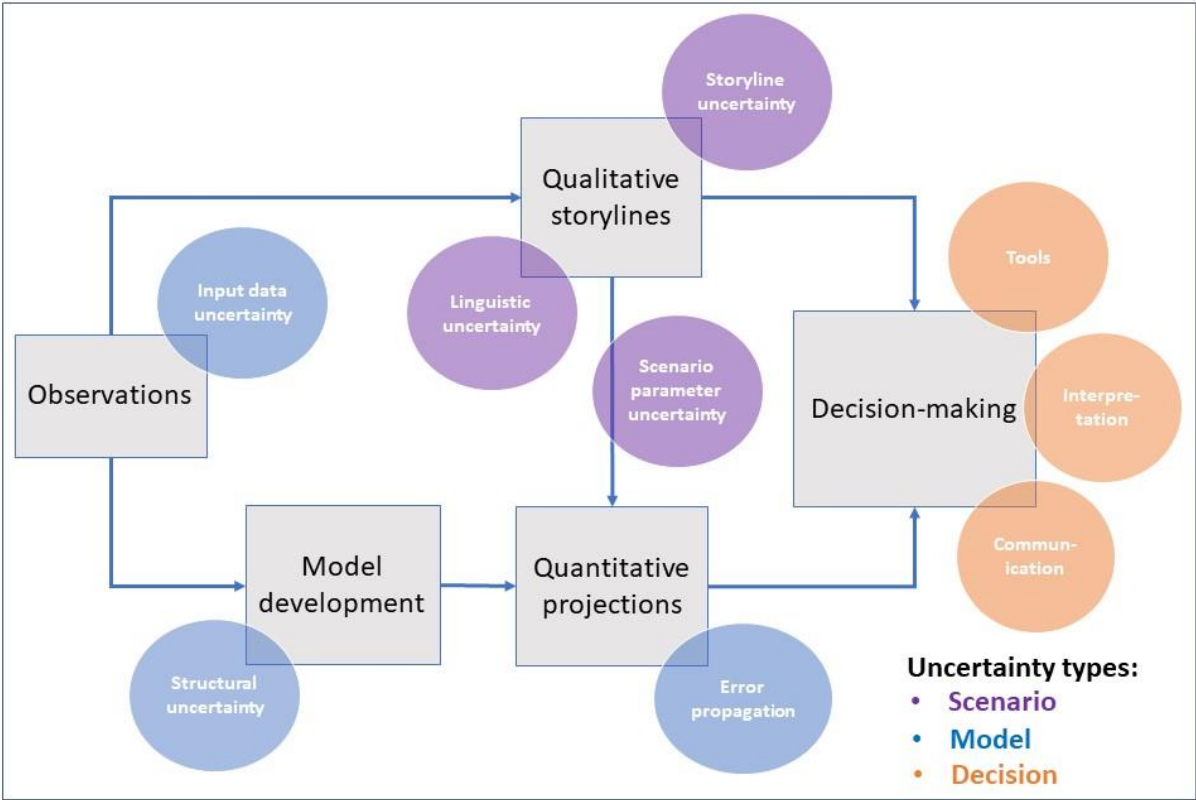 Storyline
uncertainty
Qualitative
storylines
Tools
Input data
uncertainty
Linguistic
uncertainty
Scenario
parameter
uncertainty
Observations
Decision-making
Interpre-
tation
Model
development
Quantitative
projections
Commun-
ication
Structural
uncertainty
Error
propagation
Uncertainty types:
• Scenario
• Model
• Decision